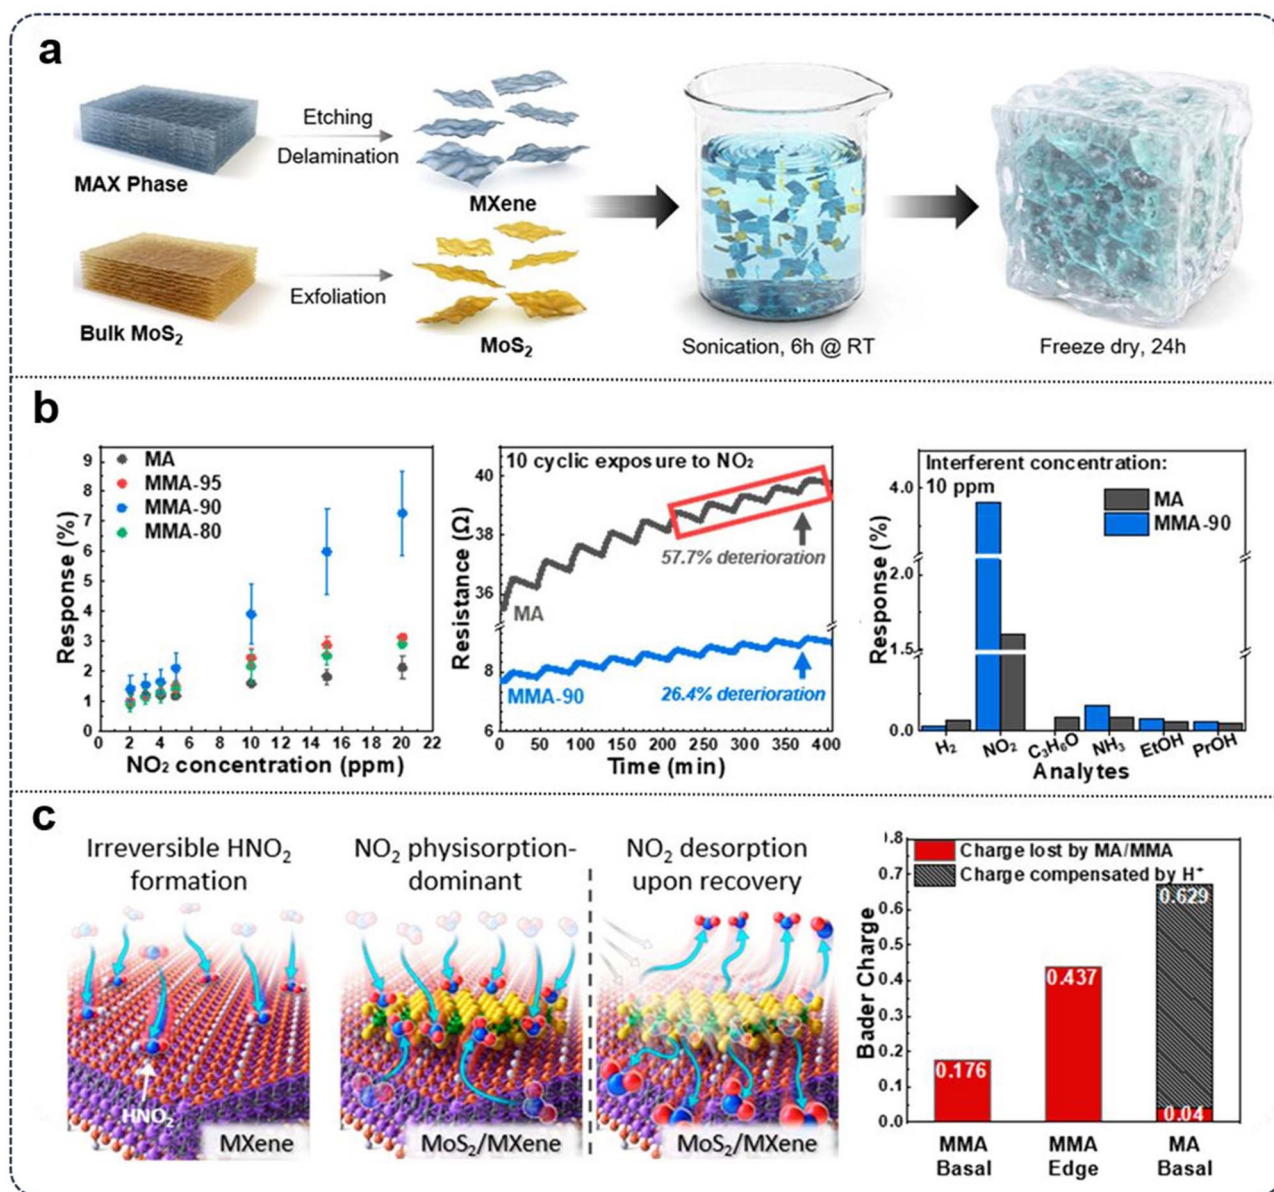 a
Etching
Delamination
MAX Phase
MXene
Exfoliation
Bulk MoS₂
MoS₂
Sonication, 6h @ RT
Freeze dry, 24h
b
MA
MMA-95
MMA-90
MMA-80
Response (%)
9
8
7
6
5
4
3
2
1
0
0 2 4 6 8 10 12 14 16 18 20 22
NO₂ concentration (ppm)
10 cyclic exposure to NO₂
Resistance (Ω)
40
38
36
8
6
57.7% deterioration
MA
MMA-90
26.4% deterioration
0 50 100 150 200 250 300 350 400
Time (min)
Interferent concentration:
10 ppm
MA
MMA-90
Response (%)
4.0
2.0
1.5
0.0
H₂ NO₂ C₃H₆O NH₃ EtOH PrOH
Analytes
c
Irreversible HNO₂
formation
HNO₂
MXene
NO₂ physisorption-
dominant
MoS₂/MXene
NO₂ desorption
upon recovery
MoS₂/MXene
Charge lost by MA/MMA
Charge compensated by H⁺
Bader Charge
0.8
0.7
0.6
0.5
0.4
0.3
0.2
0.1
0.0
0.176
0.437
0.629
0.04
MMA
Basal
MMA
Edge
MA
Basal